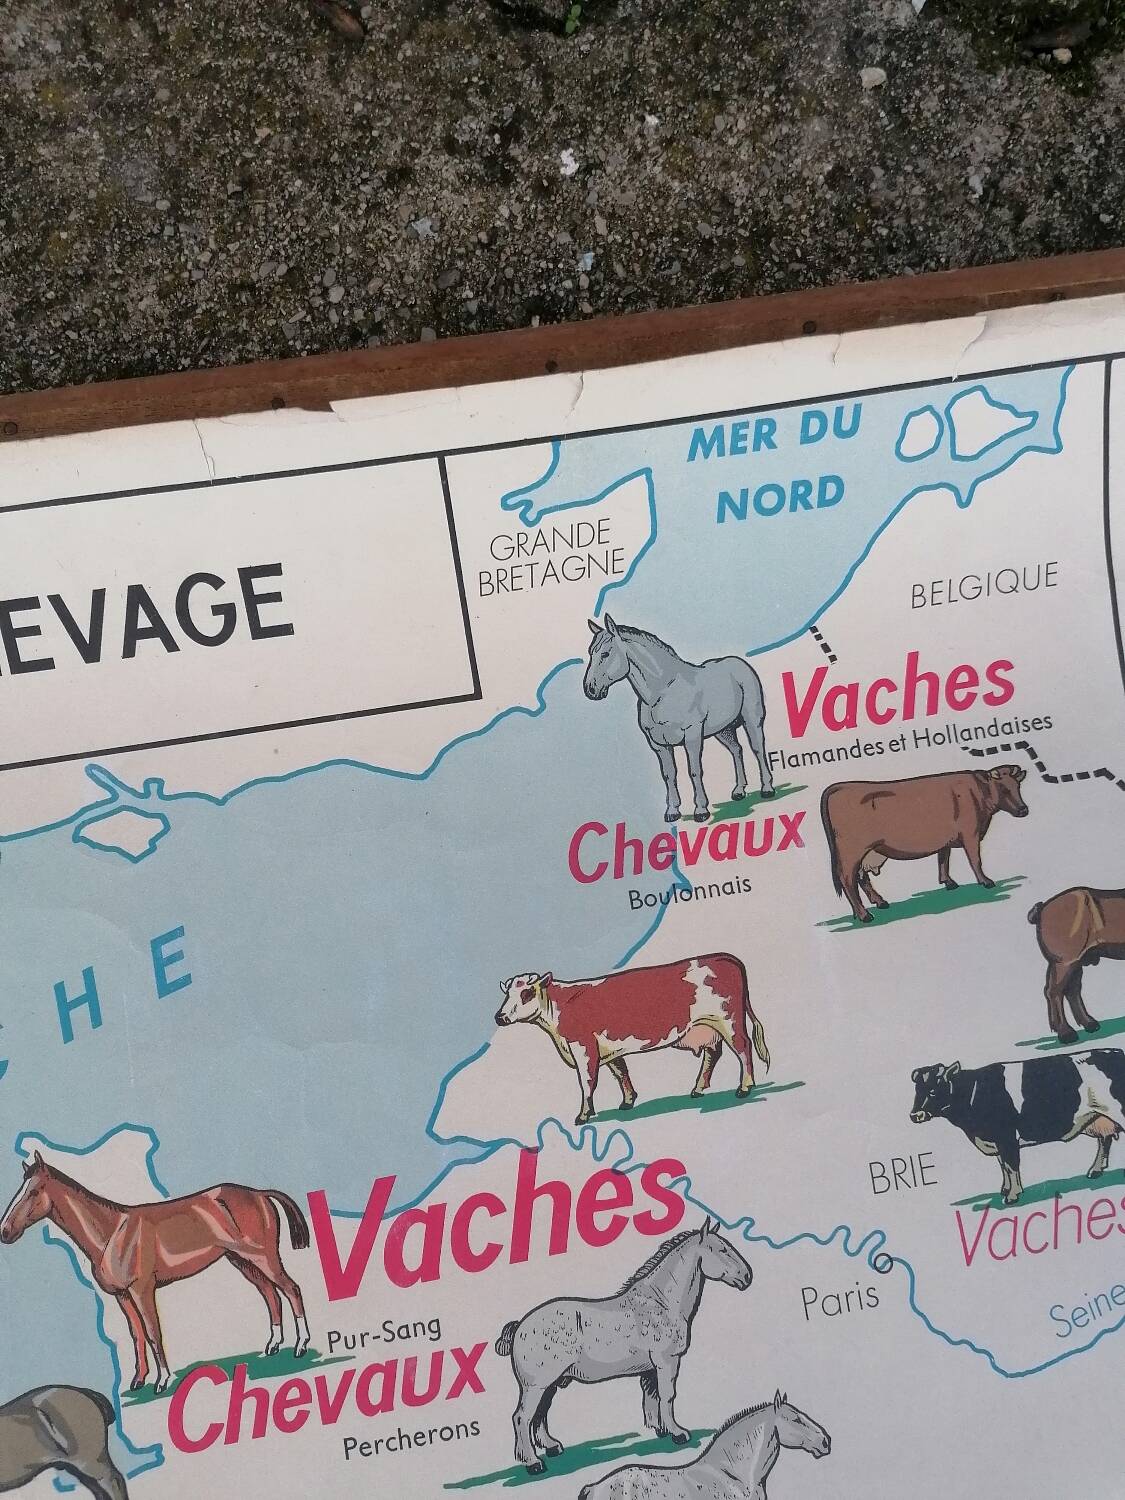 MER DU
NORD
GRANDE
BRETAGNE
EVAGE
BELGIQUE
Vaches
Flamandes et Hollandaises
Chevaux
Boulonnais
H E
BRIE
Vaches
Vaches
Paris
Seine
Pur-Sang
Chevaux
Percherons